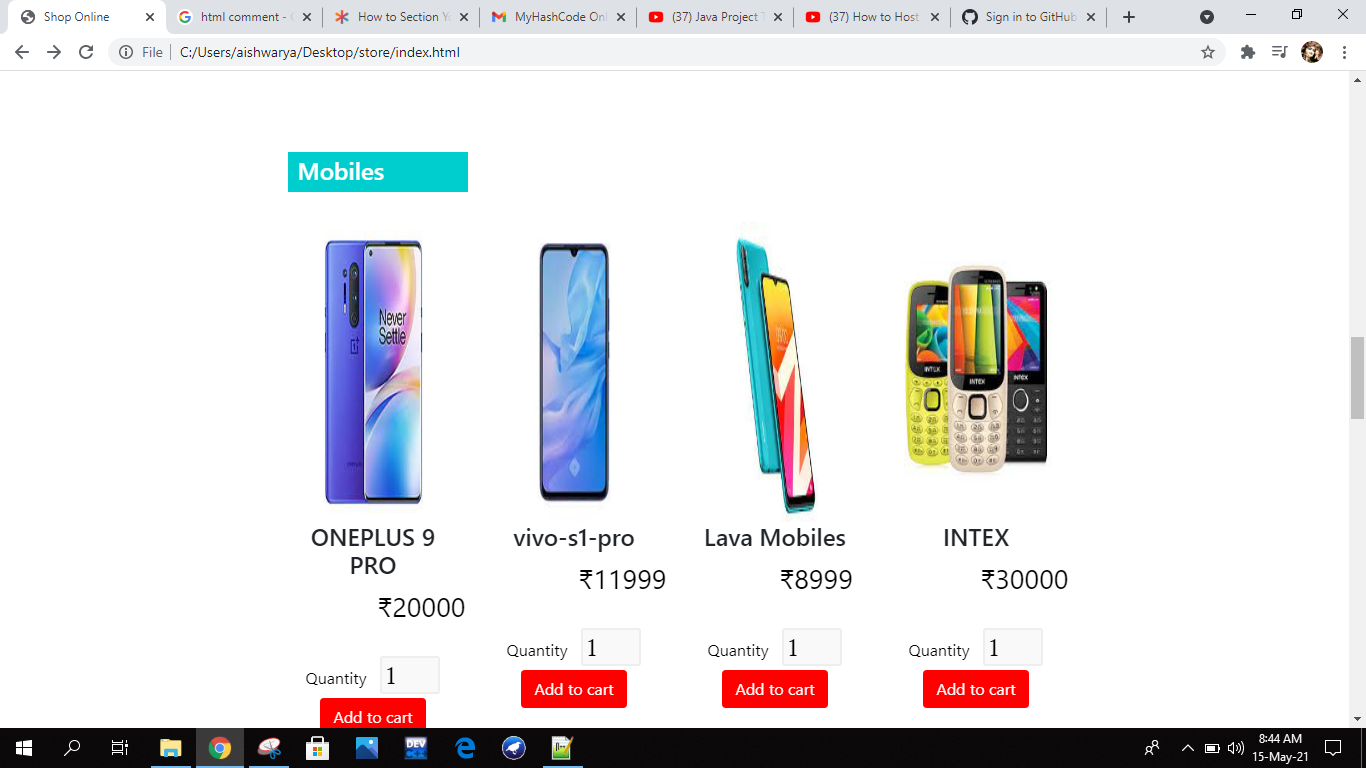 Shop Online
html comment - G
How to Section Yo
MyHashCode Onl
(37) Java Project T
(37) How to Host
Sign in to GitHub
File
C:/Users/aishwarya/Desktop/store/index.html
Mobiles
Never
Settle
INTEX
INTEX
INTEX
ONEPLUS 9
PRO
vivo-s1-pro
Lava Mobiles
INTEX
₹20000
₹11999
₹8999
₹30000
Quantity 1
Quantity 1
Quantity 1
Quantity 1
Add to cart
Add to cart
Add to cart
Add to cart
DEV
C++
8:44 AM
15-May-21